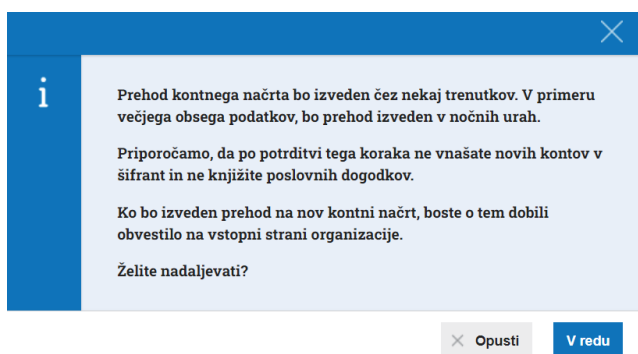 Prehod kontnega načrta bo izveden čez nekaj trenutkov. V primeru
večjega obsega podatkov, bo prehod izveden v nočnih urah.
Priporočamo, da po potrditvi tega koraka ne vnašate novih kontov v
šifrant in ne knjižite poslovnih dogodkov.
Ko bo izveden prehod na nov kontni načrt, boste o tem dobili
obvestilo na vstopni strani organizacije.
Želite nadaljevati?
Opusti
V redu